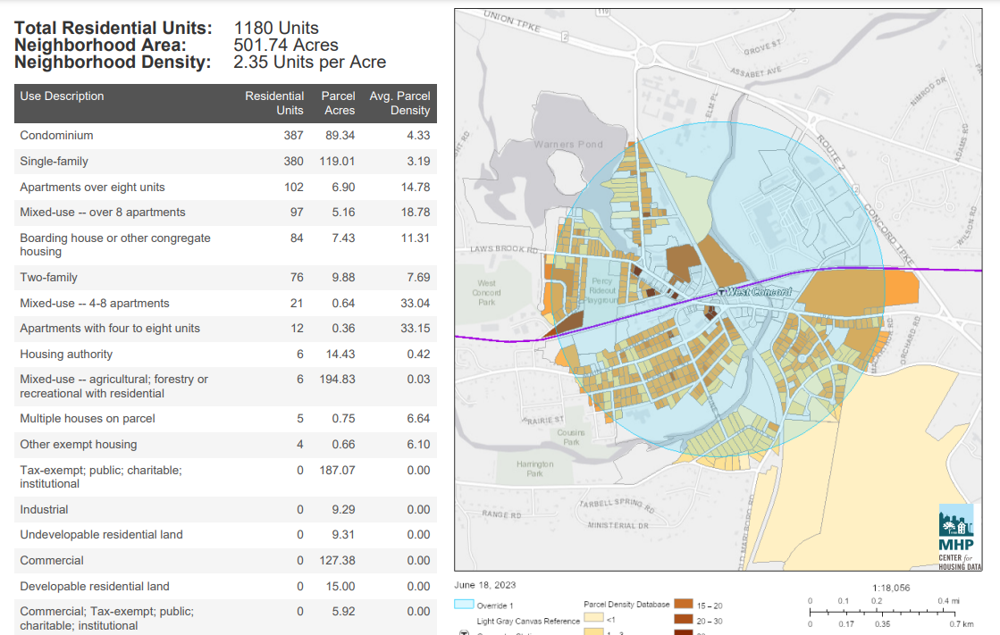 Total Residential Units: 1180 Units
Neighborhood Area: 501.74 Acres
Neighborhood Density: 2.35 Units per Acre
Use Description Residential Units Parcel Acres Avg. Parcel Density
Condominium 387 89.34 4.33
Single-family 380 119.01 3.19
Apartments over eight units 102 6.90 14.78
Mixed-use -- over 8 apartments 97 5.16 18.78
Boarding house or other congregate
housing 84 7.43 11.31
Two-family 76 9.88 7.69
Mixed-use -- 4-8 apartments 21 0.64 33.04
Apartments with four to eight units 12 0.36 33.15
Housing authority 6 14.43 0.42
Mixed-use -- agricultural; forestry or
recreational with residential 6 194.83 0.03
Multiple houses on parcel 5 0.75 6.64
Other exempt housing 4 0.66 6.10
Tax-exempt; public; charitable;
institutional 0 187.07 0.00
Industrial 0 9.29 0.00
Undevelopable residential land 0 9.31 0.00
Commercial 0 127.38 0.00
Developable residential land 0 15.00 0.00
Commercial; Tax-exempt; public;
charitable; institutional 0 5.92 0.00
UNION TPKE
2
119
GROVE ST
ASSABET AVE
ELM PL
NIMROD DR
ADAMS RD
ROUTE 2
2
CONCORD TPKE
WILSON RD
Warners Pond
LAWS BROOK RD
West
Concord
Park
Percy
Rideout
Playground
West Concord
ORCHARD RD
PRAIRIE ST
Cousins
Park
Harrington
Park
TARBELL SPRING RD
RANGE RD
MINISTERIAL DR
OLD MARLBORO RD
MHP
CENTER for
HOUSING DATA
June 18, 2023
Override 1
Light Gray Canvas Reference
Parcel Density Database
<1
1 - 3
15 - 20
20 - 30
1:18,056
0 0.1 0.2 0.4 mi
0 0.17 0.35 0.7 km